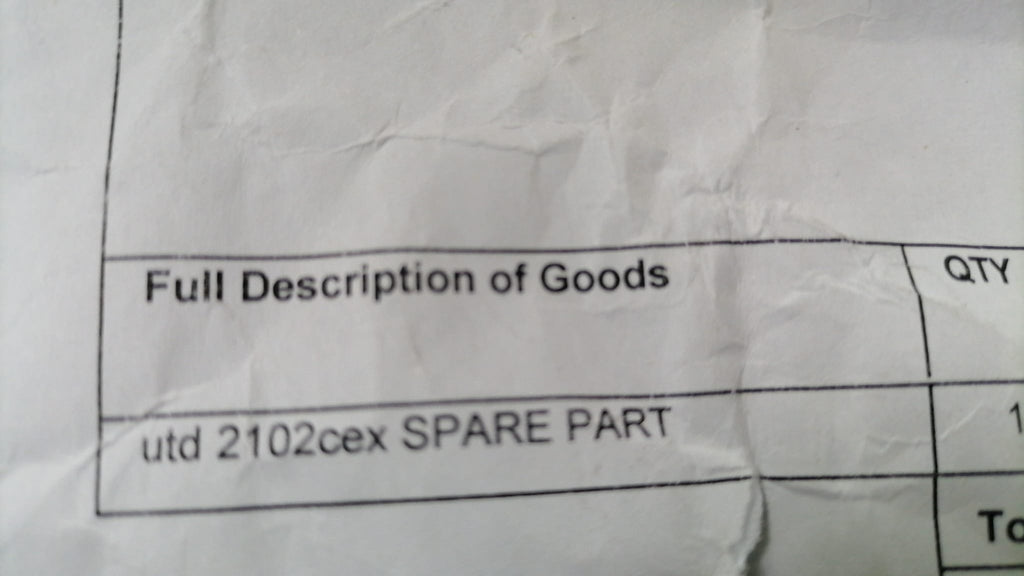 Full Description of Goods QTY
utd 2102cex SPARE PART 1